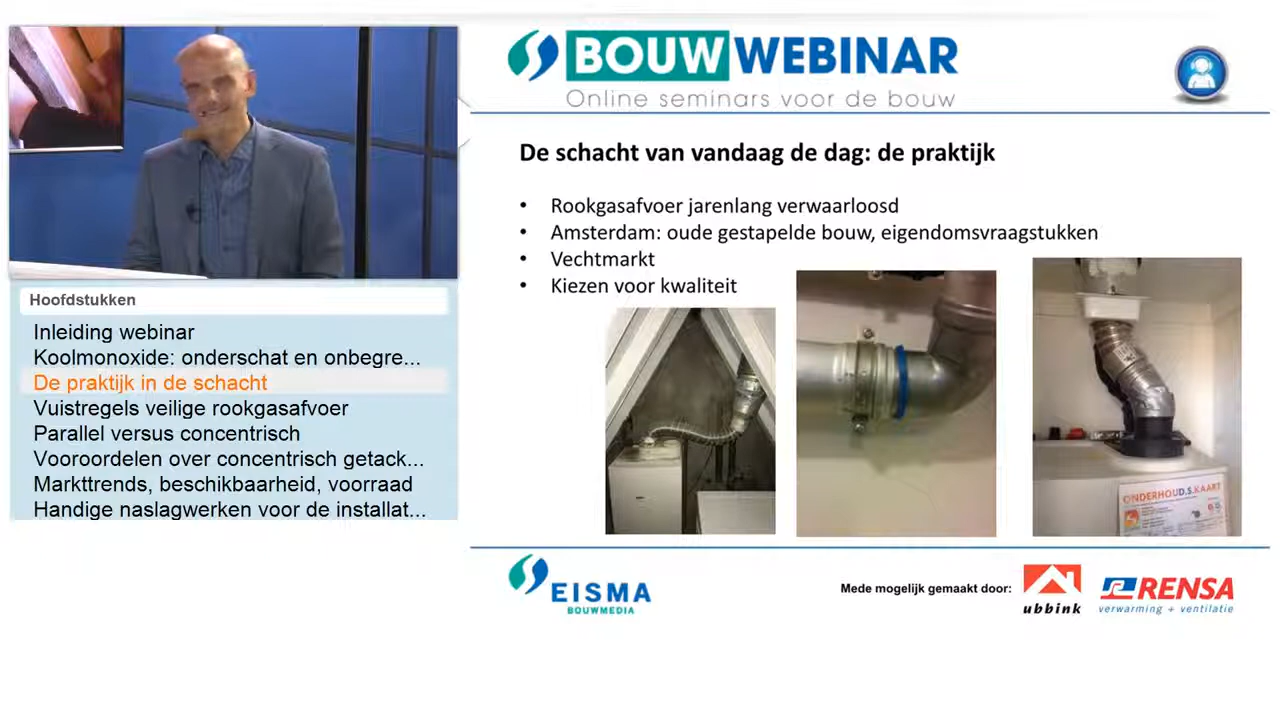 BOUWWEBINAR
Online seminars voor de bouw
De schacht van vandaag de dag: de praktijk
• Rookgasafvoer jarenlang verwaarloosd
• Amsterdam: oude gestapelde bouw, eigendomsvraagstukken
• Vechtmarkt
• Kiezen voor kwaliteit
Hoofdstukken
Inleiding webinar
Koolmonoxide: onderschat en onbegre...
De praktijk in de schacht
Vuistregels veilige rookgasafvoer
Parallel versus concentrisch
Vooroordelen over concentrisch getack...
Markttrends, beschikbaarheid, voorraad
Handige naslagwerken voor de installat...
ONDERHOUD.S.KAART
EISMA
BOUWMEDIA
Mede mogelijk gemaakt door:
ubbink
RENSA
verwarming + ventilatie